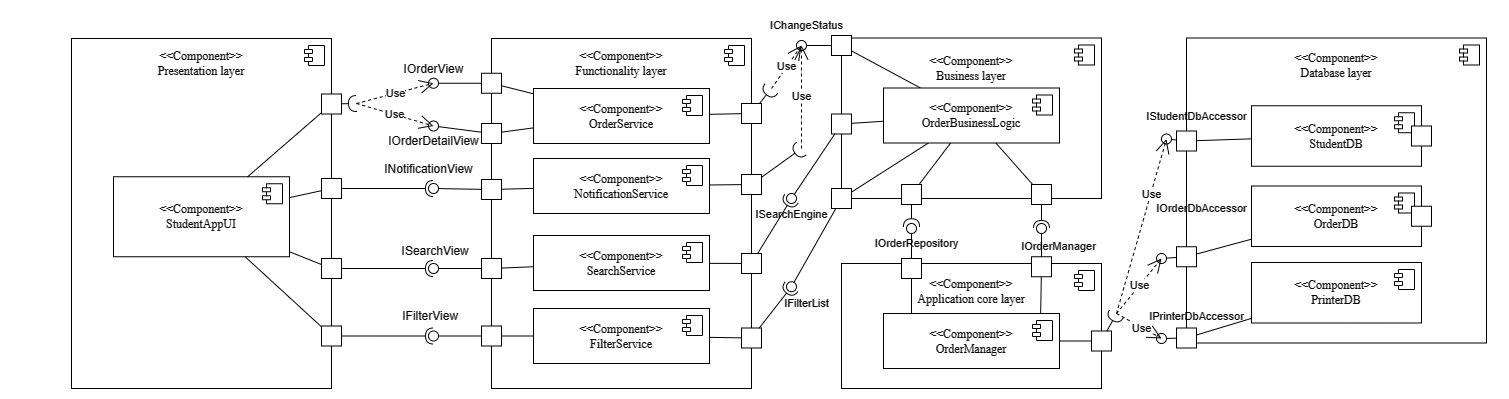 <<Component>>
Presentation layer
<<Component>>
StudentAppUI
IOrderView
Use
Use
IOrderDetailView
INotificationView
ISearchView
IFilterView
<<Component>>
Functionality layer
<<Component>>
OrderService
<<Component>>
NotificationService
<<Component>>
SearchService
<<Component>>
FilterService
IChangeStatus
Use
Use
ISearchEngine
IFilterList
<<Component>>
Business layer
<<Component>>
OrderBusinessLogic
IOrderRepository
IOrderManager
<<Component>>
Application core layer
<<Component>>
OrderManager
Use
Use
Use
IStudentDbAccessor
IOrderDbAccessor
IPrinterDbAccessor
<<Component>>
Database layer
<<Component>>
StudentDB
<<Component>>
OrderDB
<<Component>>
PrinterDB